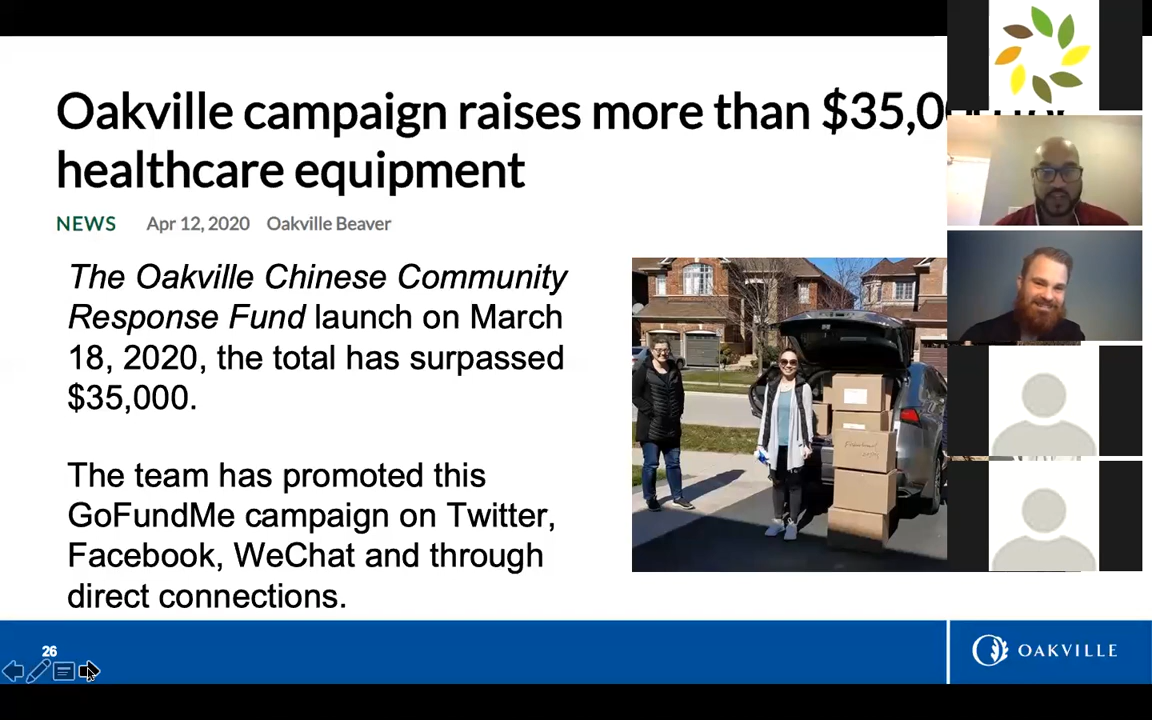 Oakville campaign raises more than $35,0
healthcare equipment
NEWS Apr 12, 2020 Oakville Beaver
The Oakville Chinese Community
Response Fund launch on March
18, 2020, the total has surpassed
$35,000.
The team has promoted this
GoFundMe campaign on Twitter,
Facebook, WeChat and through
direct connections.
26
OAKVILLE